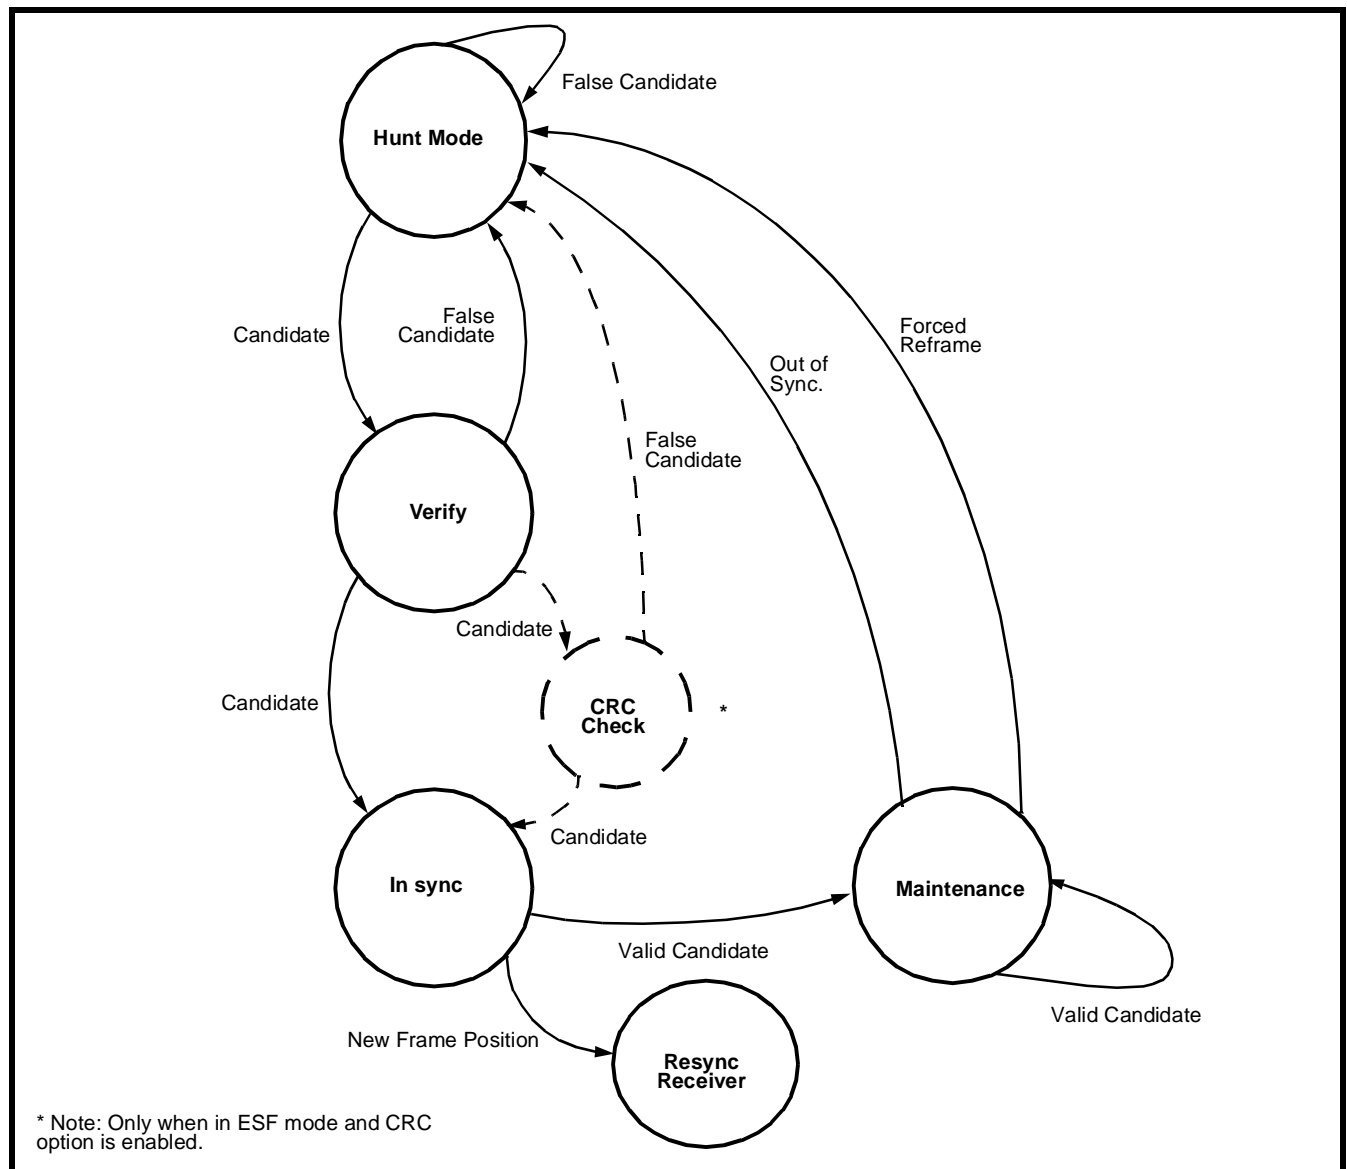 False Candidate
Hunt Mode
Candidate
False
Candidate
Forced
Reframe
Out of
Sync.
False
Candidate
Verify
Candidate
Candidate
CRC
Check
*
Candidate
In sync
Maintenance
Valid Candidate
Valid Candidate
New Frame Position
Resync
Receiver
* Note: Only when in ESF mode and CRC
option is enabled.